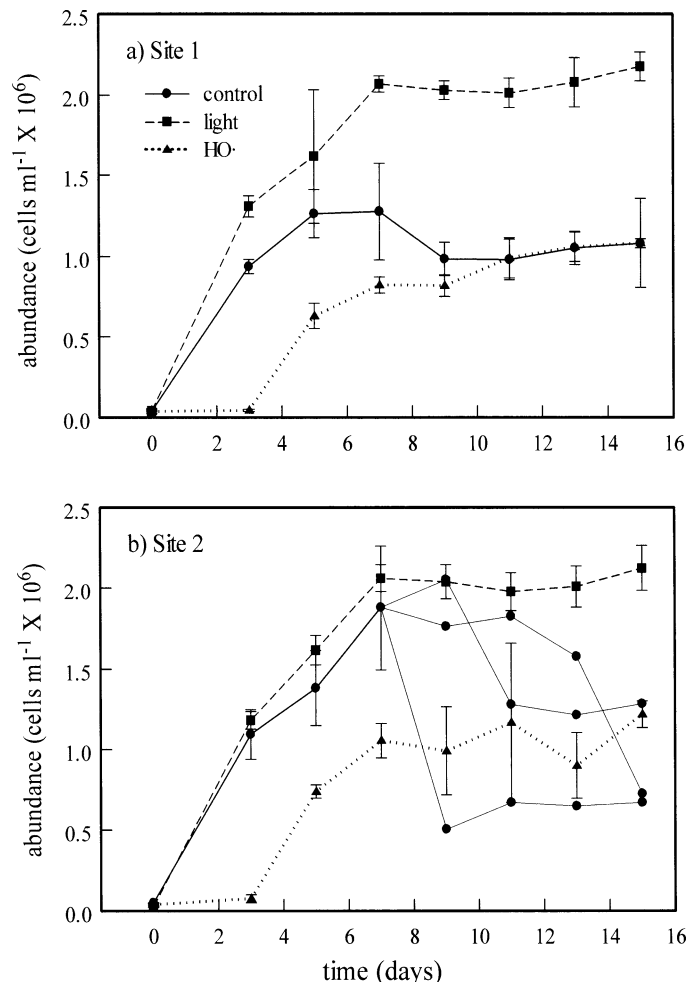 2.5
a) Site 1
control
light
HO·
2.0
1.5
1.0
0.5
0.0
abundance (cells ml⁻¹ X 10⁶)
0 2 4 6 8 10 12 14 16
2.5
b) Site 2
2.0
1.5
1.0
0.5
0.0
abundance (cells ml⁻¹ X 10⁶)
0 2 4 6 8 10 12 14 16
time (days)